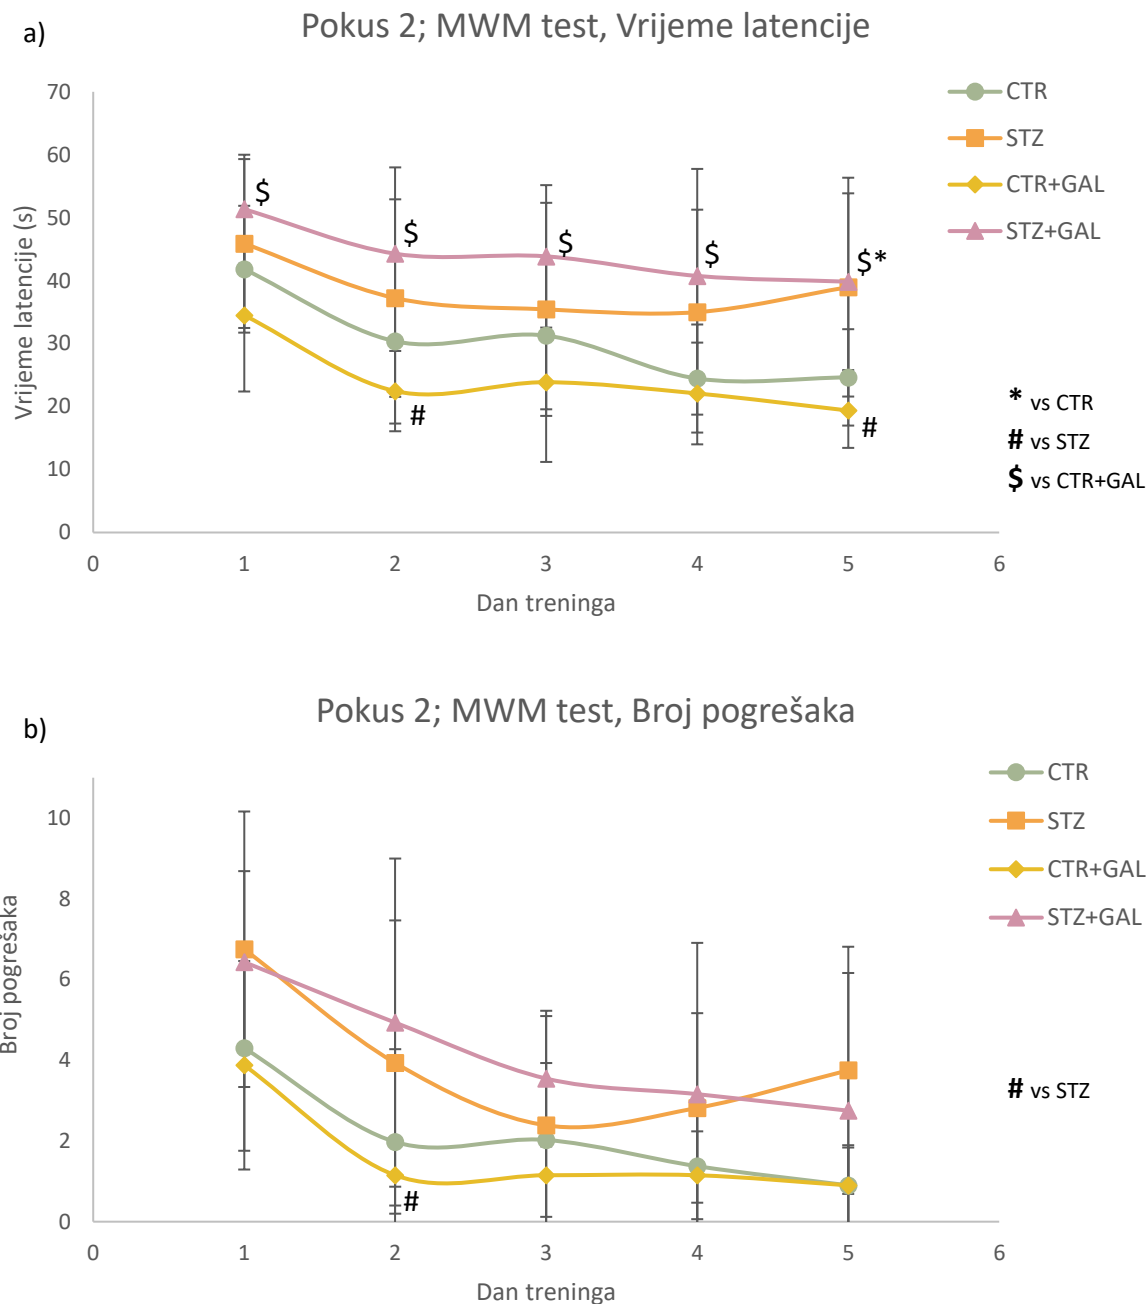 a)
Pokus 2; MWM test, Vrijeme latencije
CTR
STZ
CTR+GAL
STZ+GAL
Vrijeme latencije (s)
70
60
50
40
30
20
10
0
$
$
$
$
$*
#
#
* vs CTR
# vs STZ
$ vs CTR+GAL
0 1 2 3 4 5 6
Dan treninga
b)
Pokus 2; MWM test, Broj pogrešaka
CTR
STZ
CTR+GAL
STZ+GAL
Broj pogrešaka
10
8
6
4
2
0
#
# vs STZ
0 1 2 3 4 5 6
Dan treninga